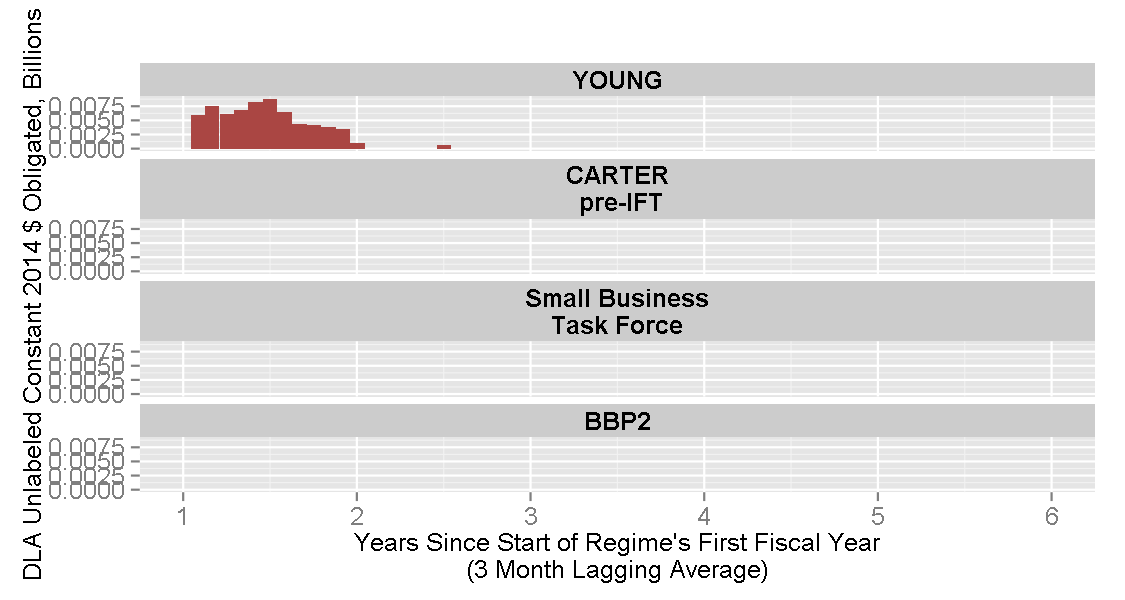 DLA Unlabeled Constant 2014 $ Obligated, Billions
YOUNG
0.0075
0.0050
0.0025
0.0000
CARTER
pre-IFT
0.0075
0.0050
0.0025
0.0000
Small Business
Task Force
0.0075
0.0050
0.0025
0.0000
BBP2
0.0075
0.0050
0.0025
0.0000
1 2 3 4 5 6
Years Since Start of Regime's First Fiscal Year
(3 Month Lagging Average)